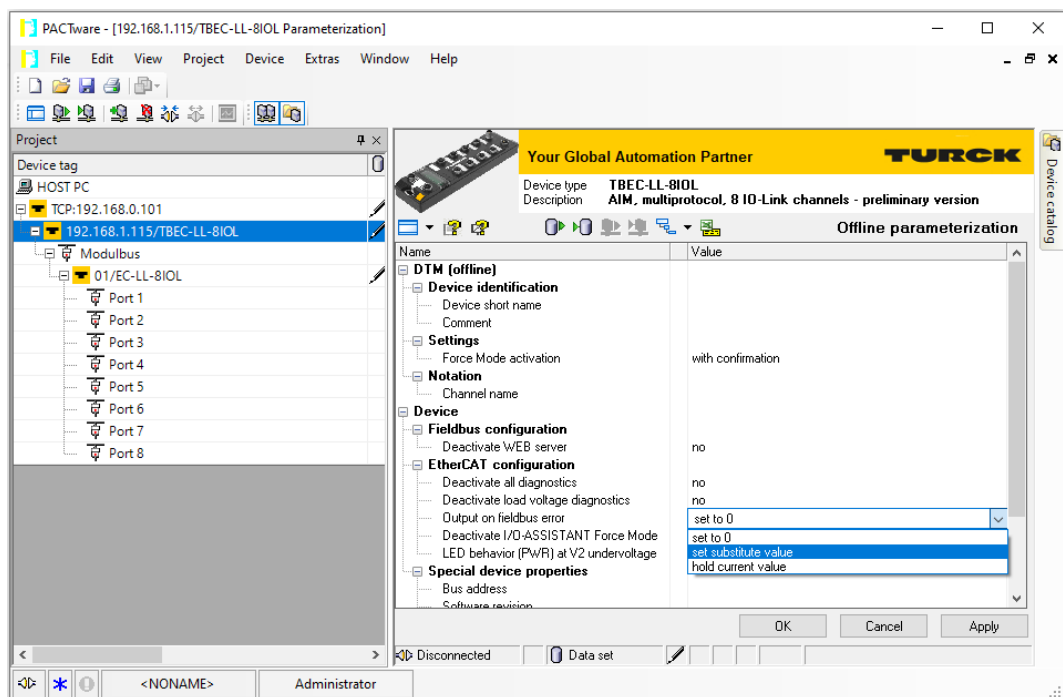 PACTware - [192.168.1.115/TBEC-LL-8IOL Parameterization]
File Edit View Project Device Extras Window Help
Project
Device tag
HOST PC
TCP:192.168.0.101
192.168.1.115/TBEC-LL-8IOL
Modulbus
01/EC-LL-8IOL
Port 1
Port 2
Port 3
Port 4
Port 5
Port 6
Port 7
Port 8
Your Global Automation Partner TURCK
Device type TBEC-LL-8IOL
Description AIM, multiprotocol, 8 IO-Link channels - preliminary version
Offline parameterization
Name Value
DTM (offline)
Device identification
Device short name
Comment
Settings
Force Mode activation with confirmation
Notation
Channel name
Device
Fieldbus configuration
Deactivate WEB server no
EtherCAT configuration
Deactivate all diagnostics no
Deactivate load voltage diagnostics no
Output on fieldbus error set to 0
Deactivate I/O-ASSISTANT Force Mode set to 0
LED behavior (PWR) at V2 undervoltage set substitute value
hold current value
Special device properties
Bus address
Software revision
OK Cancel Apply
Disconnected Data set
Device catalog
<NONAME> Administrator